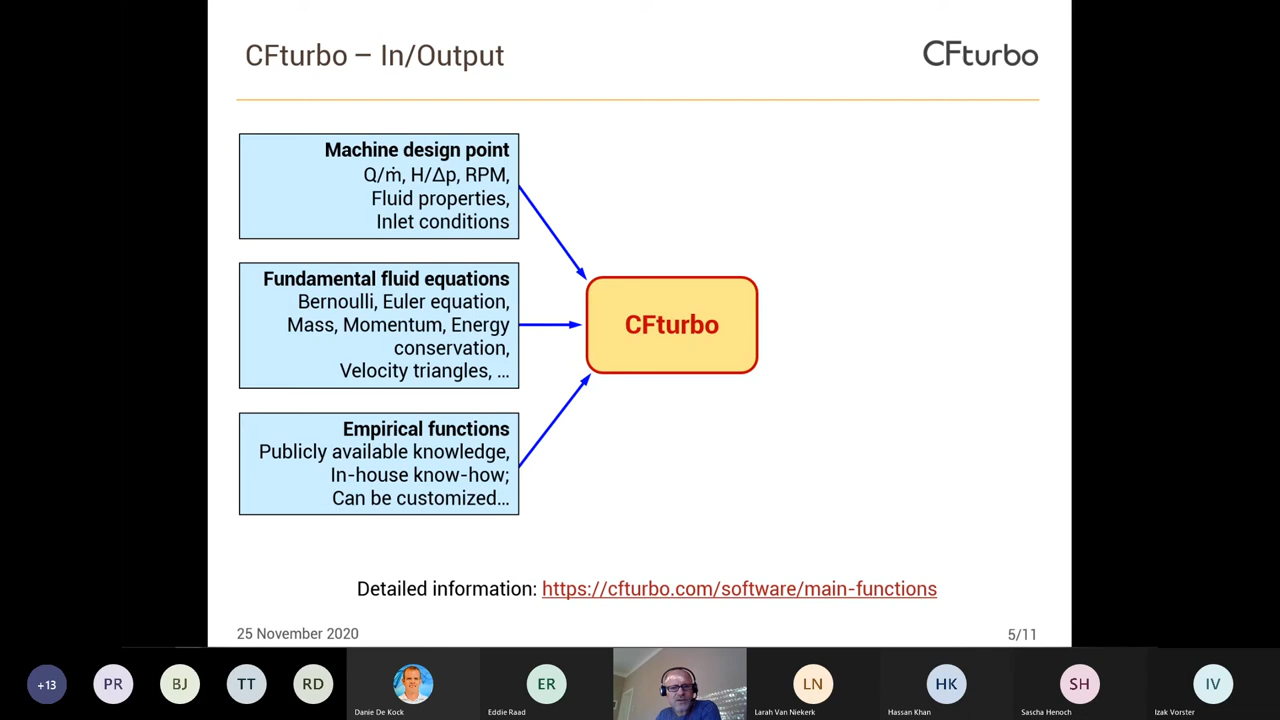 CFturbo – In/Output
CFturbo
Machine design point
Q/ṁ, H/Δp, RPM,
Fluid properties,
Inlet conditions
Fundamental fluid equations
Bernoulli, Euler equation,
Mass, Momentum, Energy
conservation,
Velocity triangles, ...
Empirical functions
Publicly available knowledge,
In-house know-how;
Can be customized...
CFturbo
Detailed information: https://cfturbo.com/software/main-functions
25 November 2020
5/11
+13
PR
BJ
TT
RD
Danie De Kock
ER
Eddie Raad
LN
Larah Van Niekerk
HK
Hassan Khan
SH
Sascha Henoch
IV
Izak Vorster